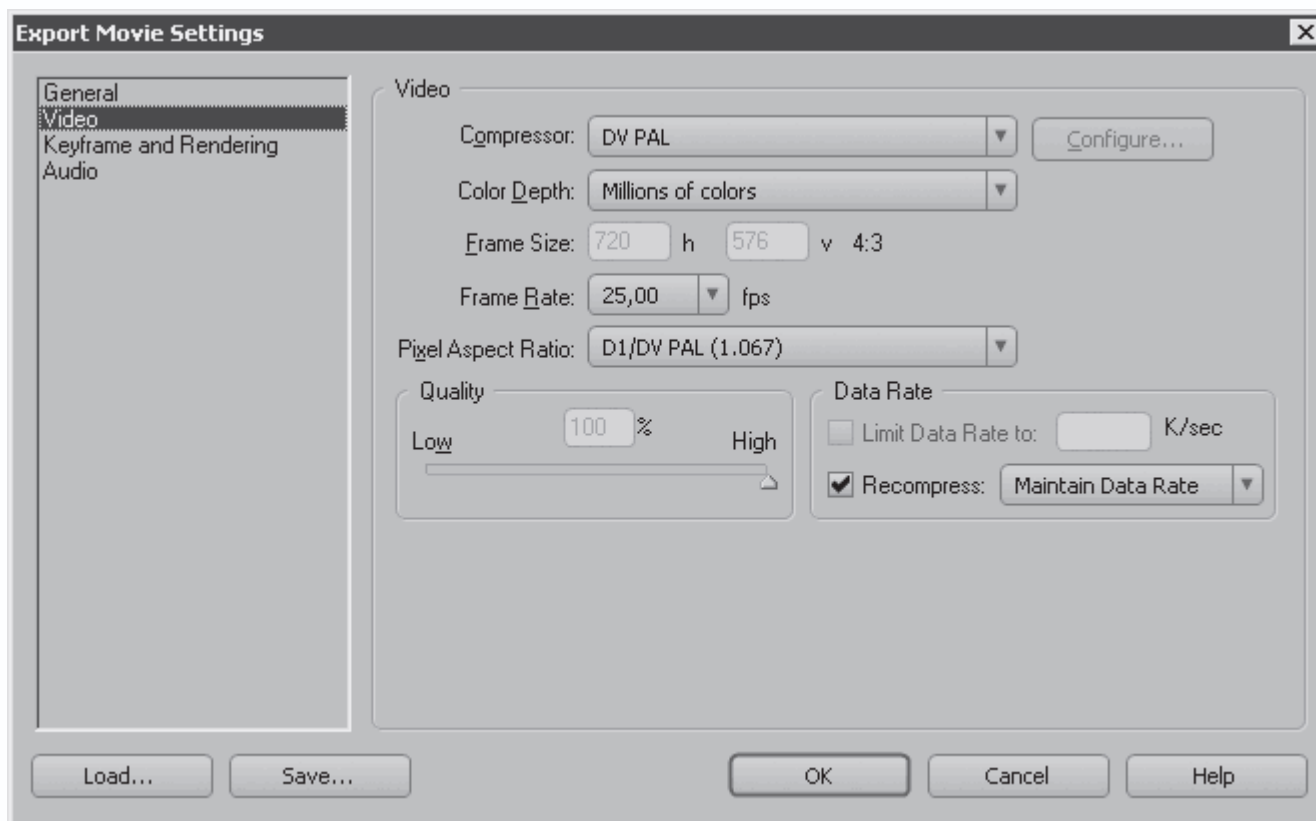 Export Movie Settings
General
Video
Keyframe and Rendering
Audio
Video
Compressor: DV PAL Configure...
Color Depth: Millions of colors
Frame Size: 720 h 576 v 4:3
Frame Rate: 25,00 fps
Pixel Aspect Ratio: D1/DV PAL (1.067)
Quality
100 %
Low High
Data Rate
Limit Data Rate to: K/sec
Recompress: Maintain Data Rate
Load... Save... OK Cancel Help